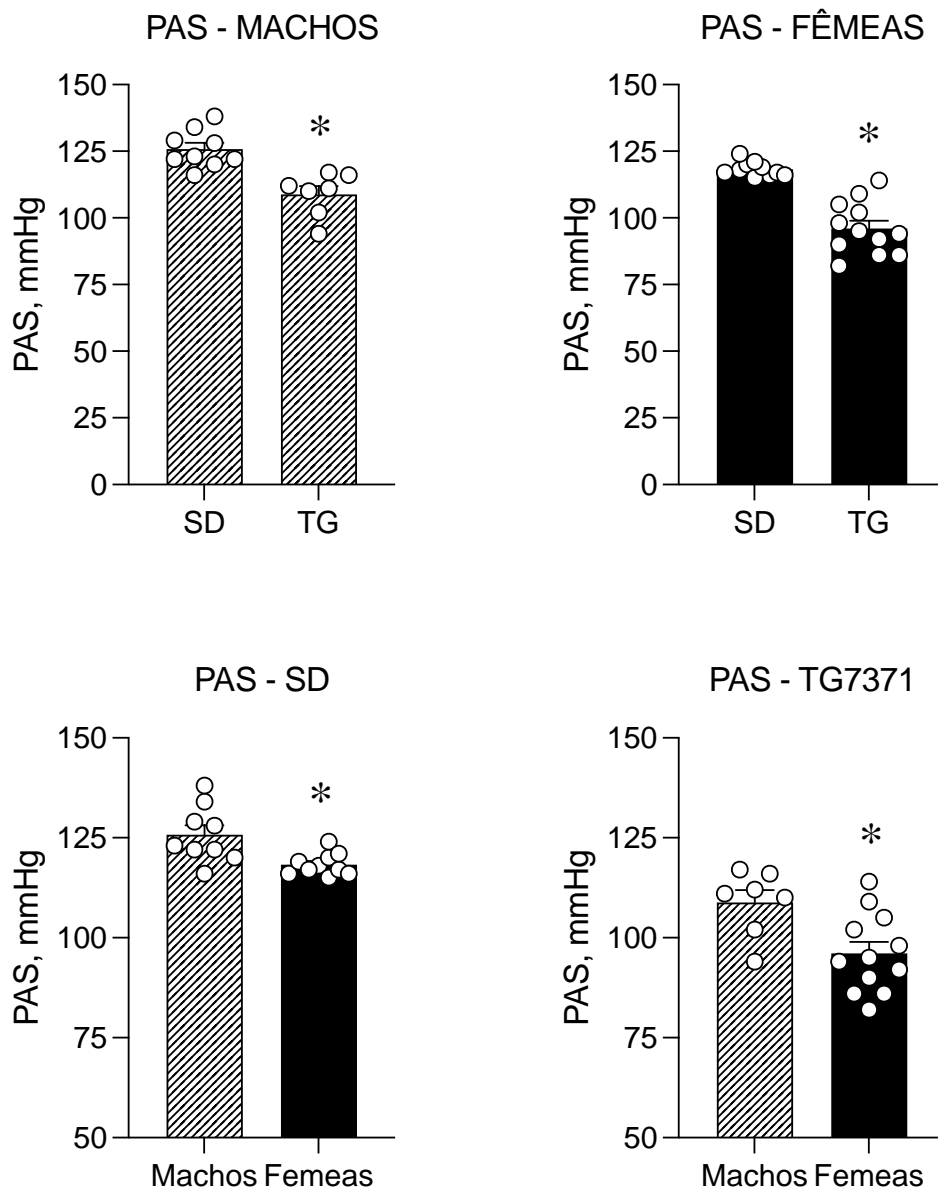 PAS - MACHOS
PAS, mmHg
150
125
100
75
50
25
0
*
SD TG
PAS - FÊMEAS
PAS, mmHg
150
125
100
75
50
25
0
*
SD TG
PAS - SD
PAS, mmHg
150
125
100
75
50
*
Machos Femeas
PAS - TG7371
PAS, mmHg
150
125
100
75
50
*
Machos Femeas